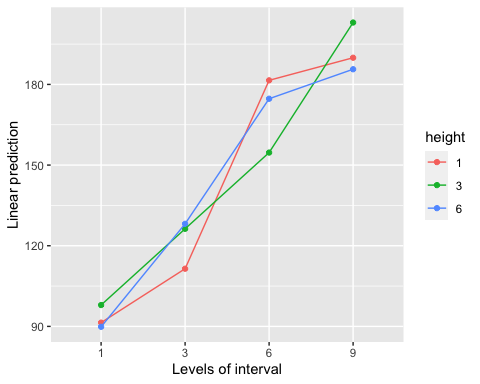 Linear prediction
180
150
120
90
1 3 6 9
Levels of interval
height
1
3
6